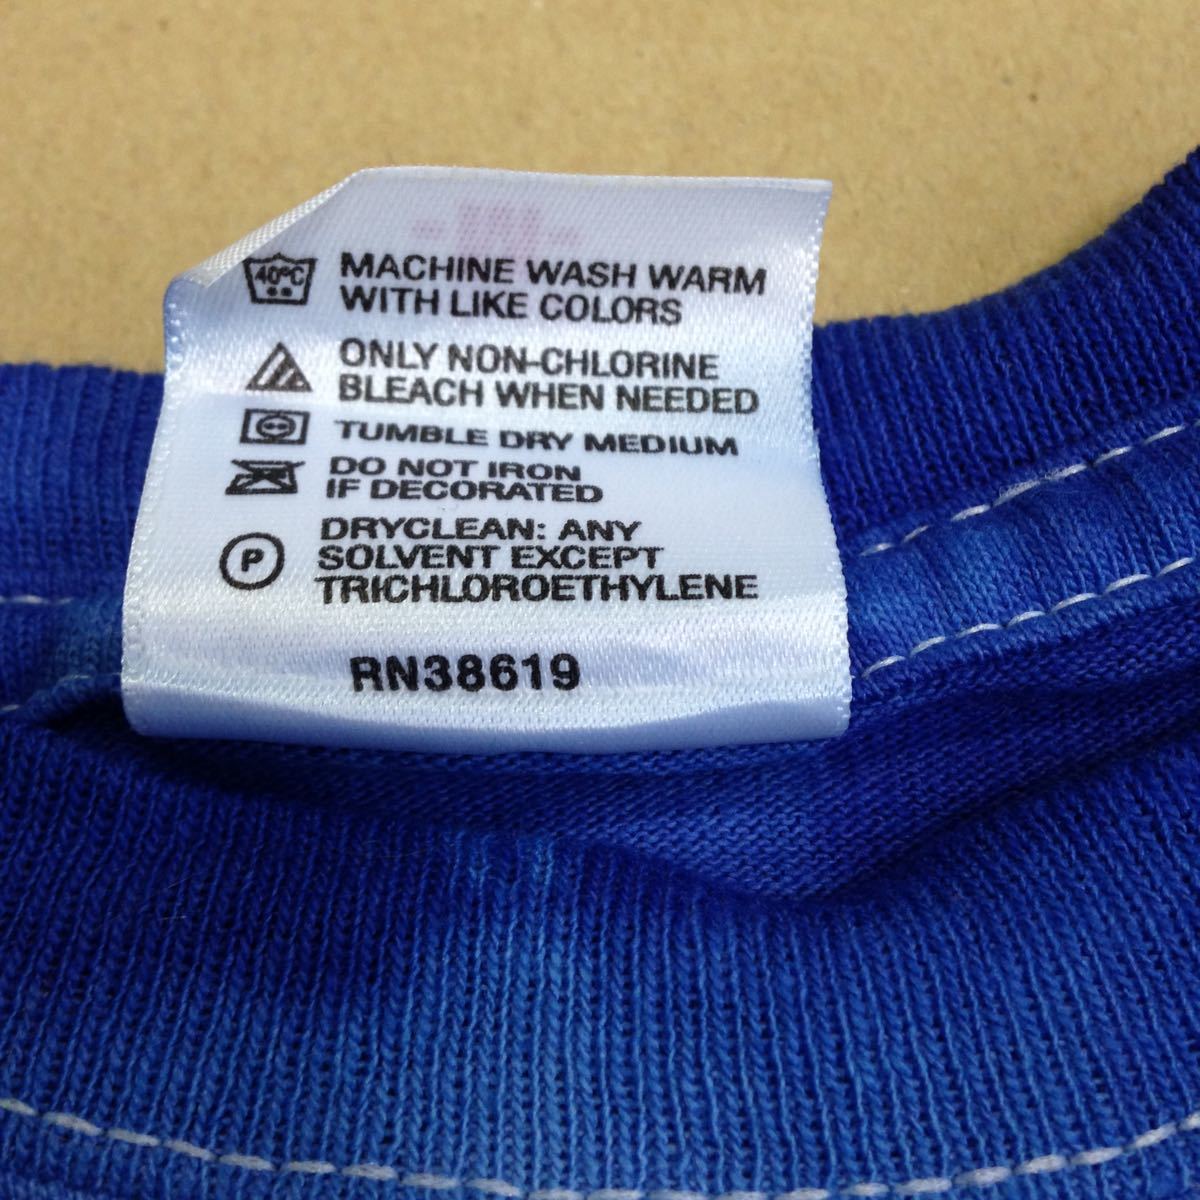 40°C
MACHINE WASH WARM
WITH LIKE COLORS
ONLY NON-CHLORINE
BLEACH WHEN NEEDED
TUMBLE DRY MEDIUM
DO NOT IRON
IF DECORATED
P
DRYCLEAN: ANY
SOLVENT EXCEPT
TRICHLOROETHYLENE
RN38619